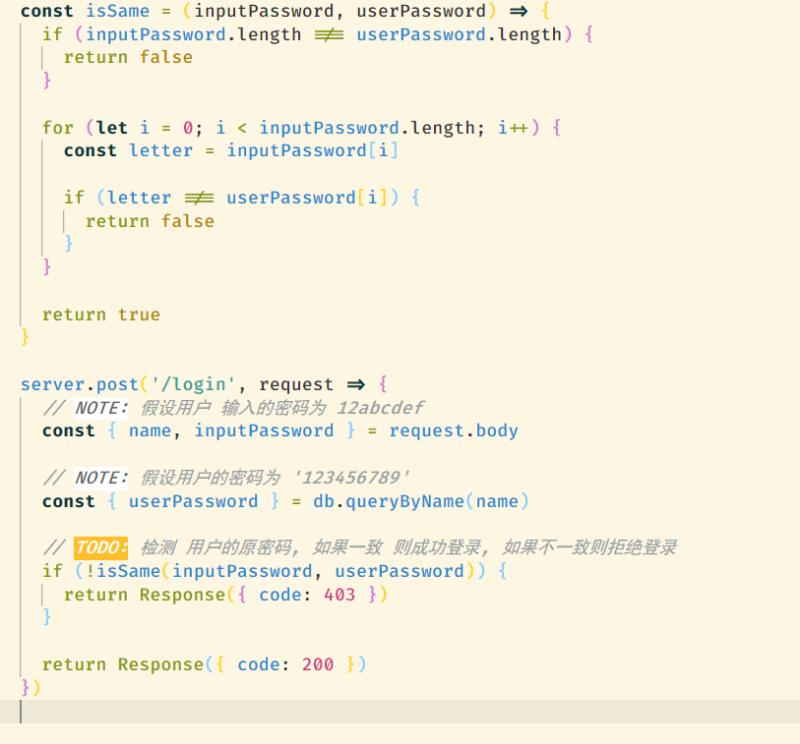 const isSame = (inputPassword, userPassword) => {
if (inputPassword.length !== userPassword.length) {
return false
}
for (let i = 0; i < inputPassword.length; i++) {
const letter = inputPassword[i]
if (letter !== userPassword[i]) {
return false
}
}
return true
}
server.post('/login', request => {
// NOTE: 假设用户 输入的密码为 12abcdef
const { name, inputPassword } = request.body
// NOTE: 假设用户的密码为 '123456789'
const { userPassword } = db.queryByName(name)
// TODO: 检测 用户的原密码, 如果一致 则成功登录, 如果不一致则拒绝登录
if (!isSame(inputPassword, userPassword)) {
return Response({ code: 403 })
}
return Response({ code: 200 })
})